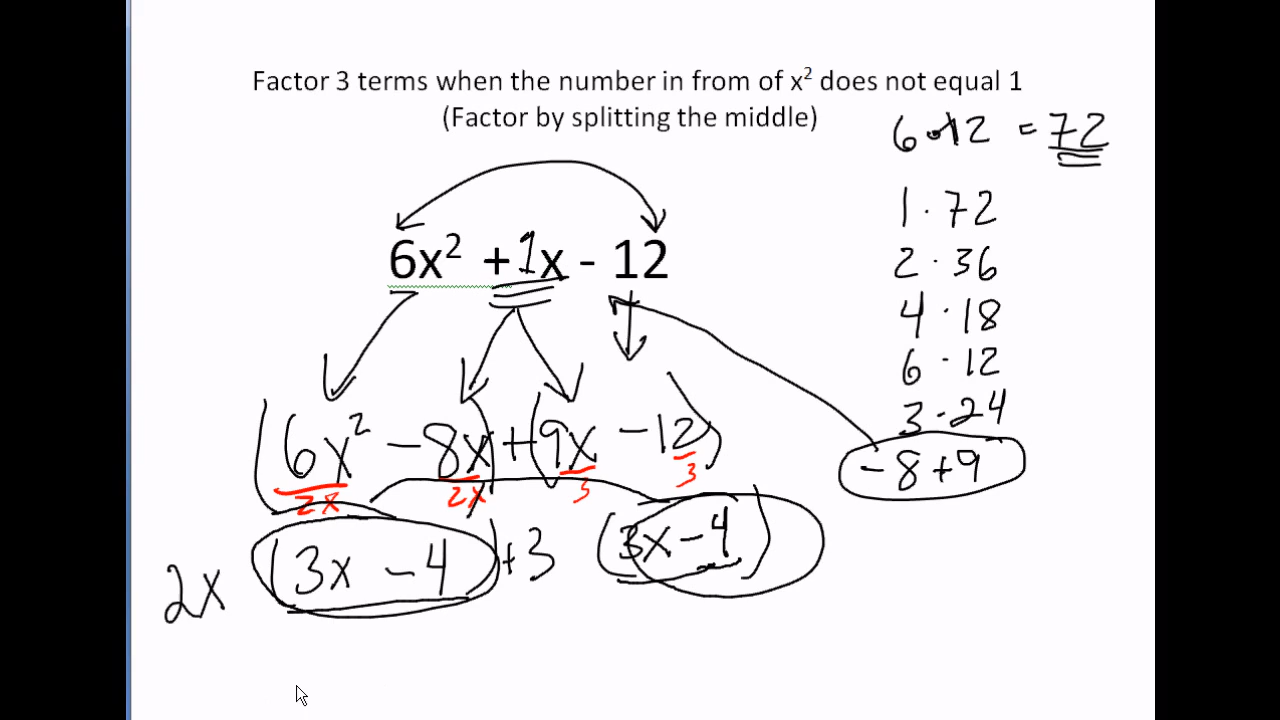 Factor 3 terms when the number in from of x² does not equal 1
(Factor by splitting the middle)
6 · 12 = 72
1 · 72
2 · 36
4 · 18
6 · 12
3 · 24
- 8 + 9
6x² + 1x - 12
(6x² - 8x) + (9x - 12)
2x 2x 3 3
2x (3x - 4) + 3 (3x - 4)